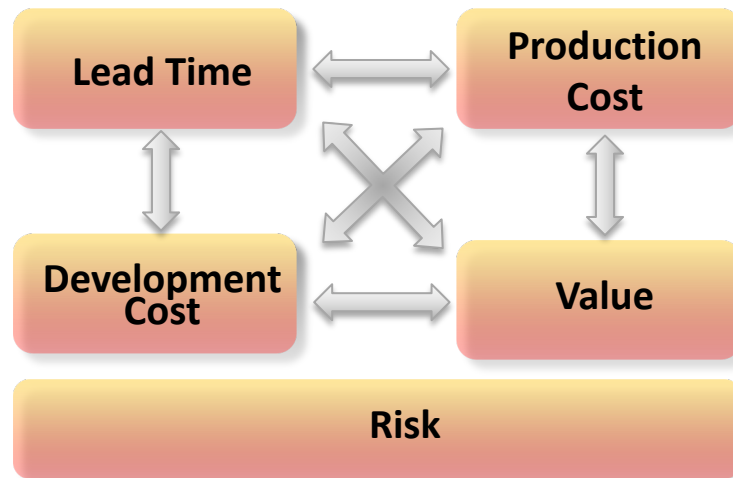 Lead Time
Production
Cost
Development
Cost
Value
Risk